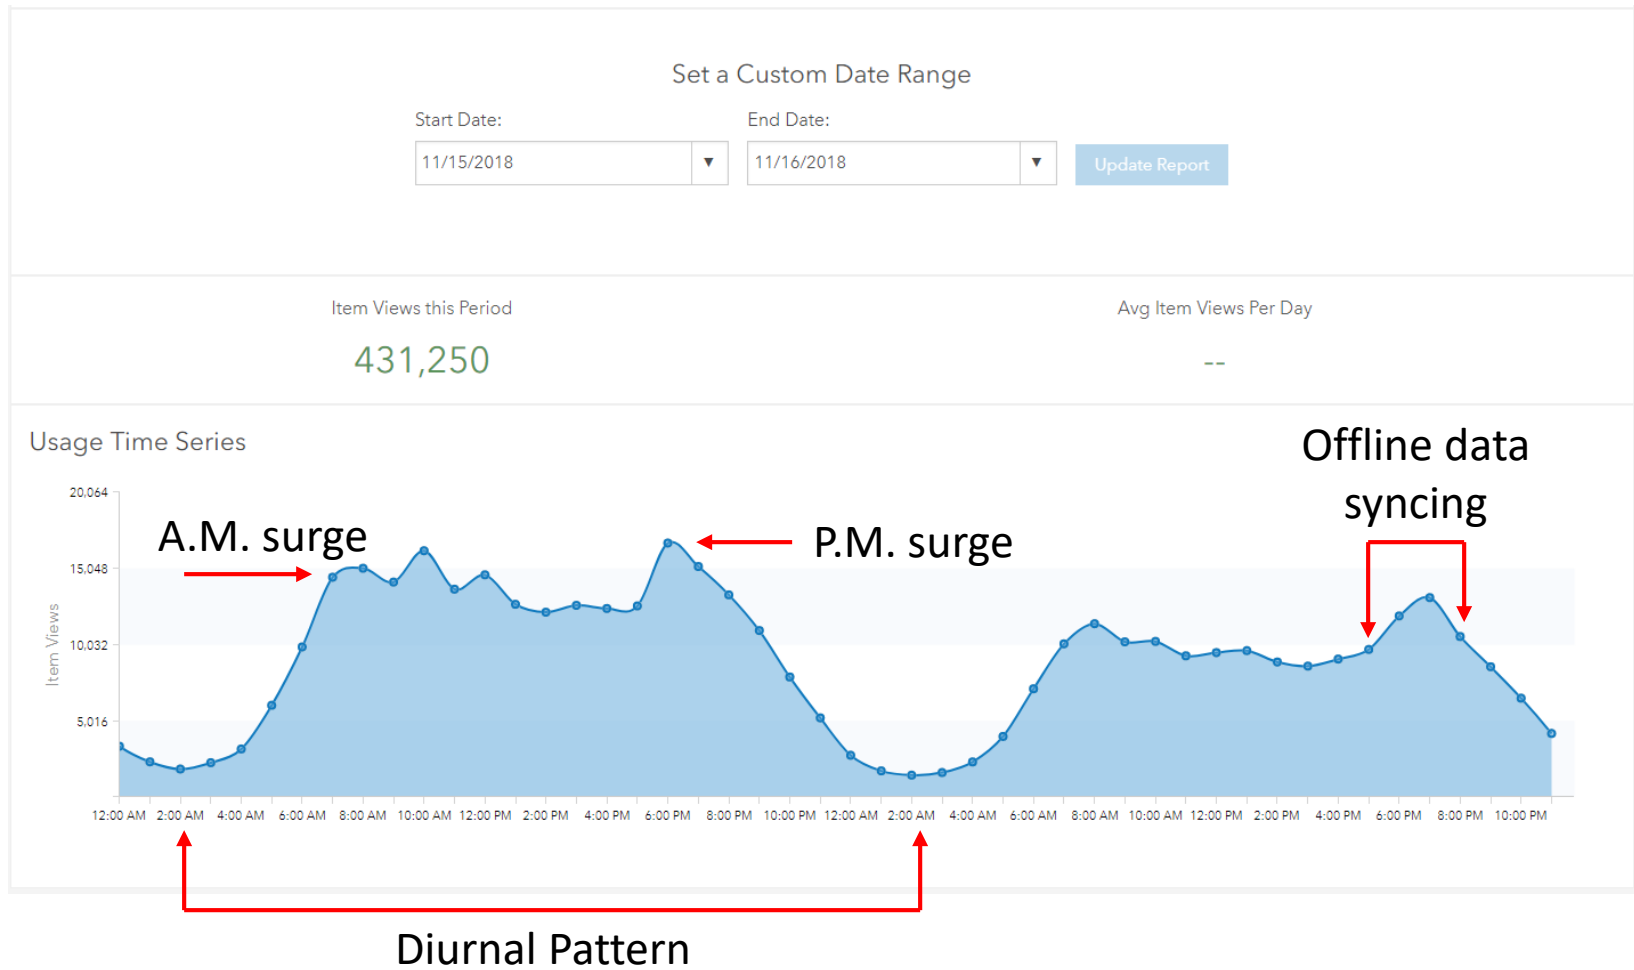 Set a Custom Date Range
Start Date: End Date:
11/15/2018 ▼ 11/16/2018 ▼ Update Report
Item Views this Period Avg Item Views Per Day
431,250 --
Usage Time Series
Offline data
syncing
A.M. surge
P.M. surge
Item Views
20,064
15,048
10,032
5,016
12:00 AM 2:00 AM 4:00 AM 6:00 AM 8:00 AM 10:00 AM 12:00 PM 2:00 PM 4:00 PM 6:00 PM 8:00 PM 10:00 PM 12:00 AM 2:00 AM 4:00 AM 6:00 AM 8:00 AM 10:00 AM 12:00 PM 2:00 PM 4:00 PM 6:00 PM 8:00 PM 10:00 PM
Diurnal Pattern